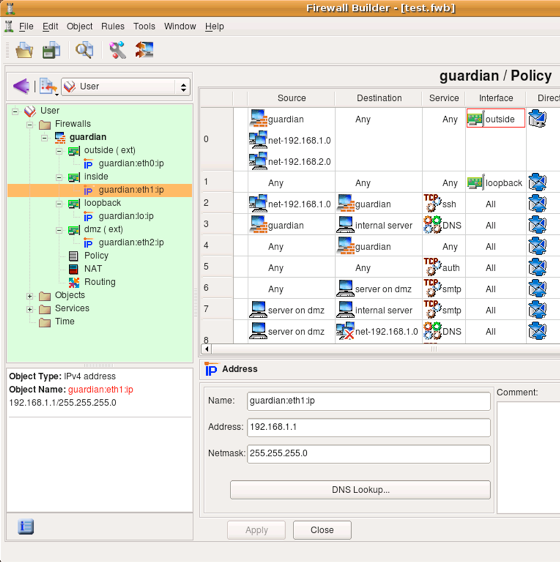 Firewall Builder - [test.fwb]
File Edit Object Rules Tools Window Help
User
guardian / Policy
Source Destination Service Interface Direc
User
Firewalls
guardian
outside ( ext)
guardian:eth0:ip
inside
guardian:eth1:ip
loopback
guardian:lo:ip
dmz ( ext)
guardian:eth2:ip
Policy
NAT
Routing
Objects
Services
Time
0 guardian Any Any outside
net-192.168.1.0
net-192.168.2.0
1 Any Any Any loopback
2 net-192.168.1.0 guardian TCP ssh All
3 guardian internal server DNS All
4 Any guardian Any All
5 Any Any TCP auth All
6 Any server on dmz TCP smtp All
7 server on dmz internal server TCP smtp All
8 server on dmz net-192.168.1.0 DNS All
Object Type: IPv4 address
Object Name: guardian:eth1:ip
192.168.1.1/255.255.255.0
IP Address
Name: guardian:eth1:ip
Address: 192.168.1.1
Netmask: 255.255.255.0
DNS Lookup...
Comment:
Apply Close